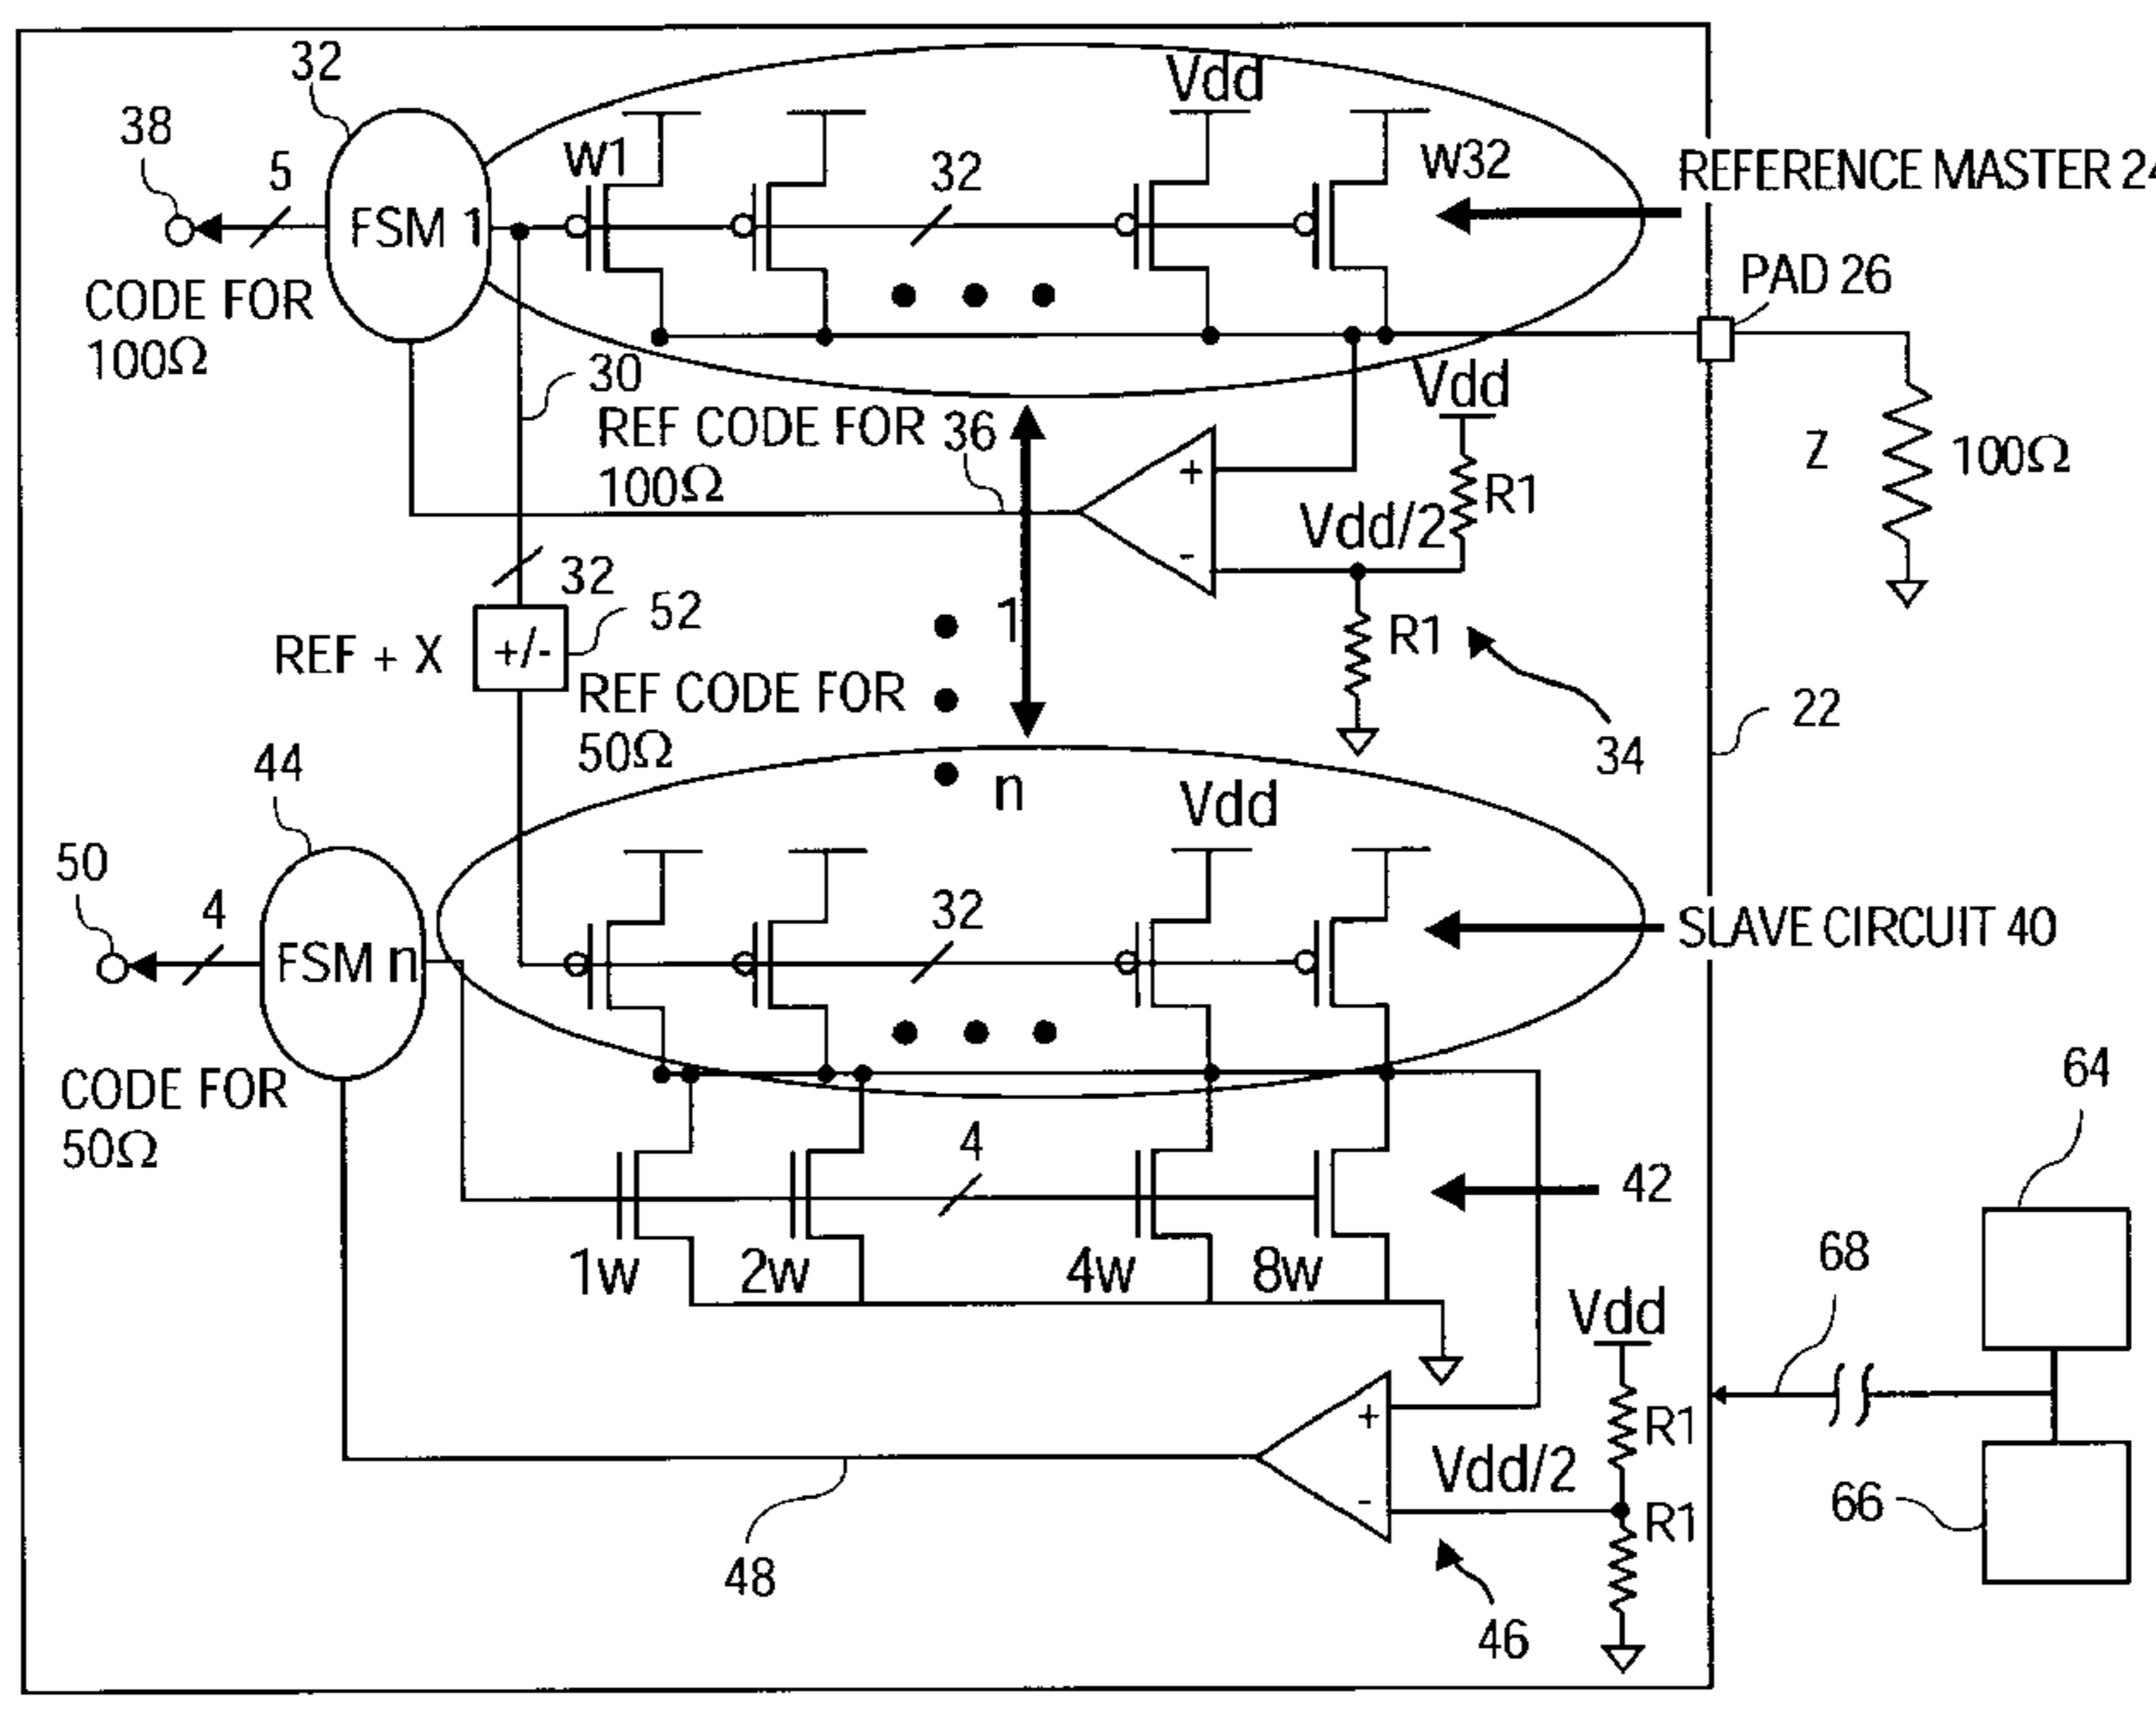 32
Vdd
38
5
W1
32
W32
REFERENCE MASTER 24
FSM 1
PAD 26
CODE FOR
100Ω
30
Vdd
REF CODE FOR
100Ω
36
+
R1
Z
100Ω
Vdd/2
-
32
52
1
R1
REF + X
+/-
REF CODE FOR
50Ω
22
34
44
n
Vdd
50
4
32
SLAVE CIRCUIT 40
FSM n
64
CODE FOR
50Ω
4
42
1W
2W
4W
8W
68
Vdd
+
R1
Vdd/2
-
R1
66
48
46